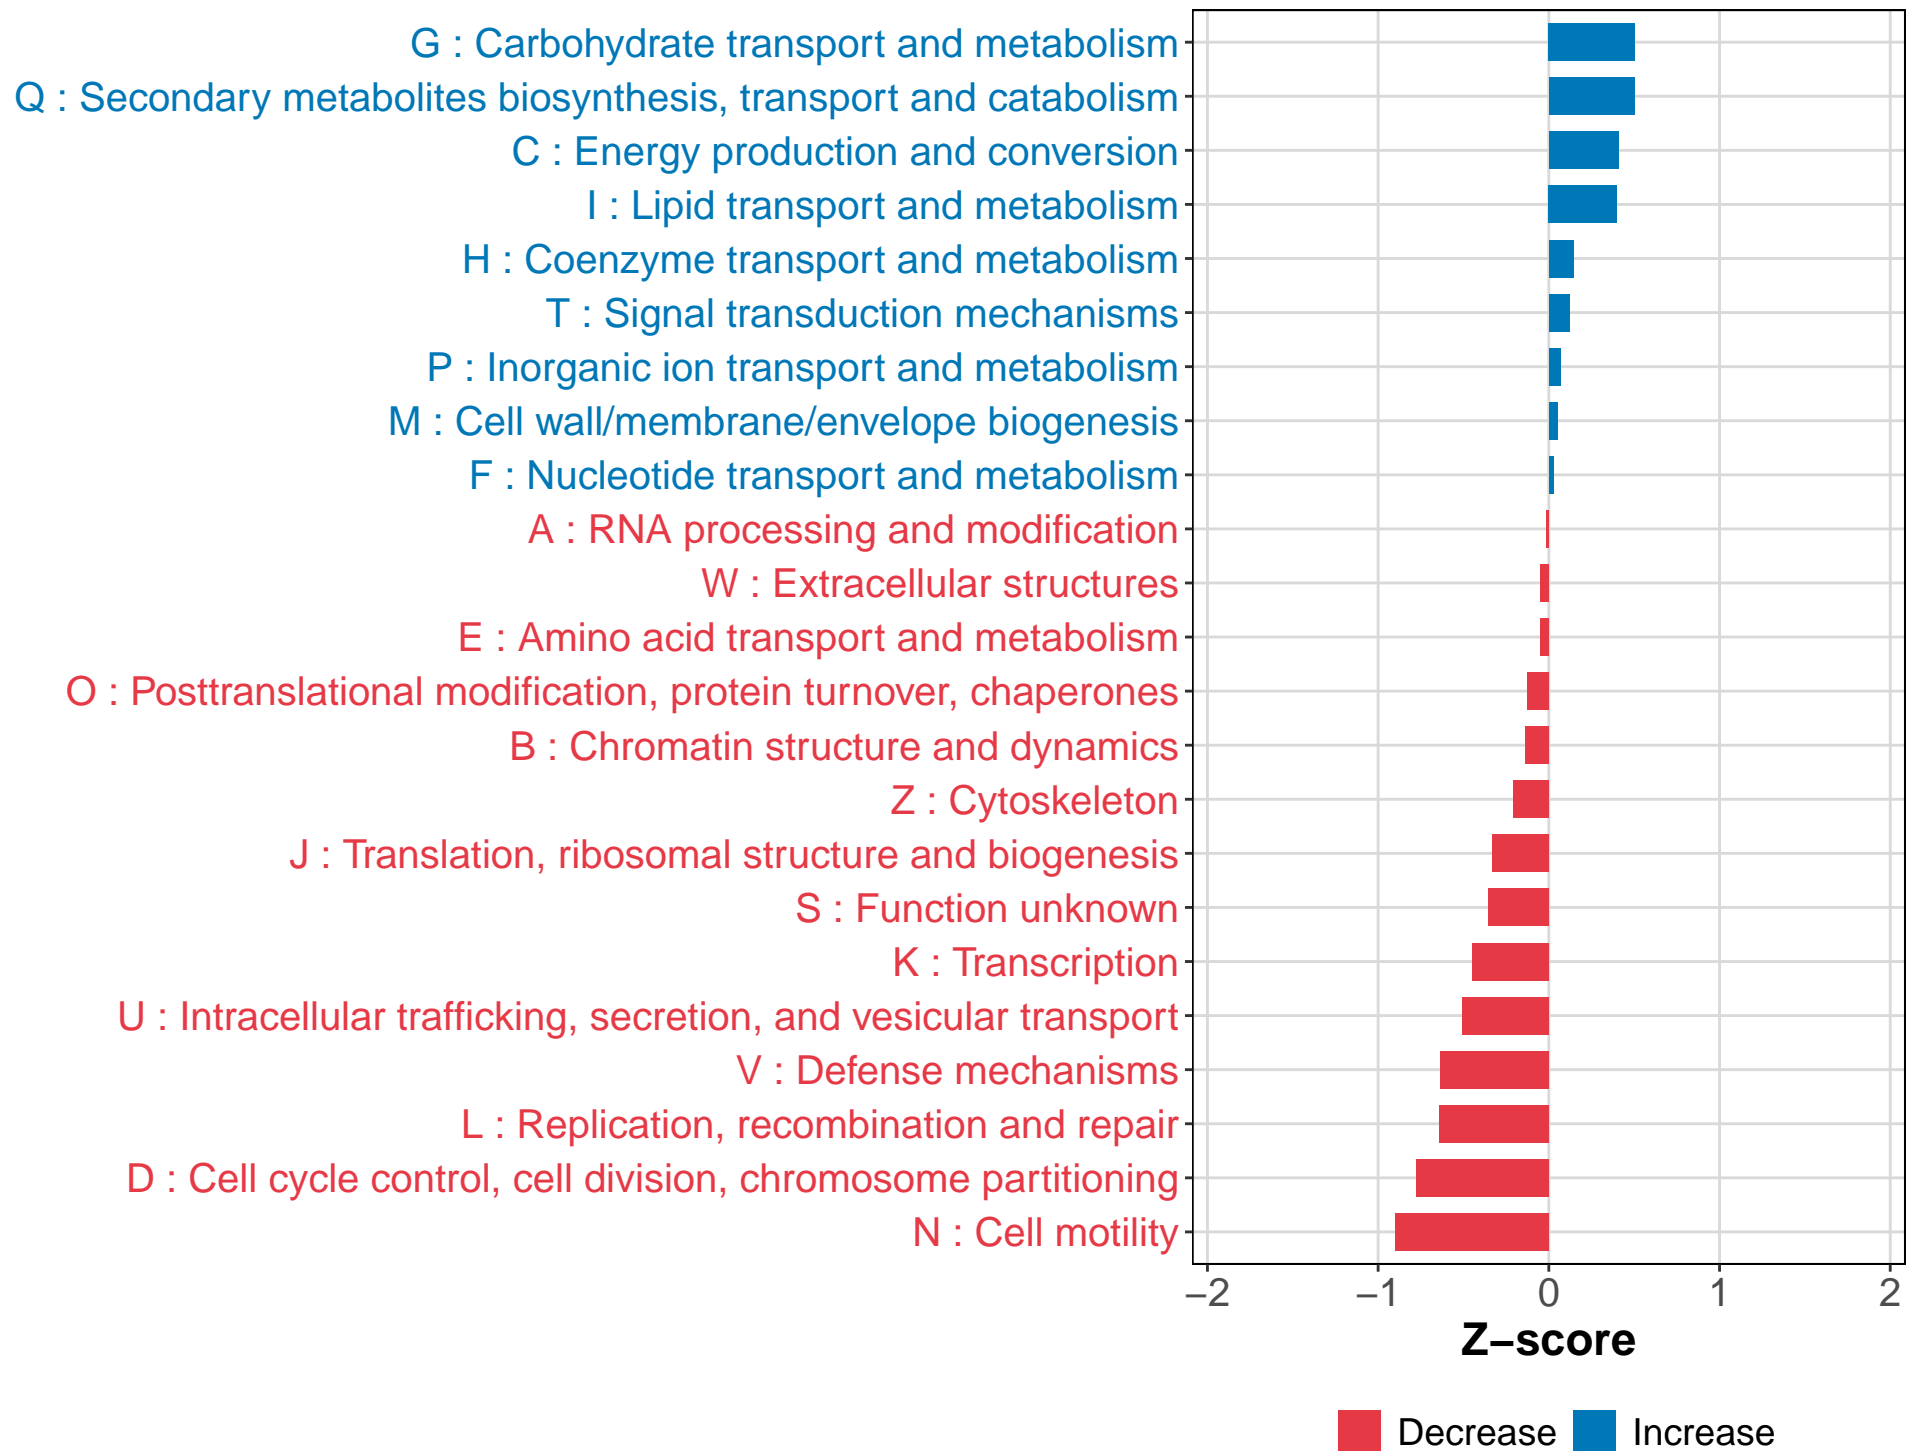 G : Carbohydrate transport and metabolism
Q : Secondary metabolites biosynthesis, transport and catabolism
C : Energy production and conversion
I : Lipid transport and metabolism
H : Coenzyme transport and metabolism
T : Signal transduction mechanisms
P : Inorganic ion transport and metabolism
M : Cell wall/membrane/envelope biogenesis
F : Nucleotide transport and metabolism
A : RNA processing and modification
W : Extracellular structures
E : Amino acid transport and metabolism
O : Posttranslational modification, protein turnover, chaperones
B : Chromatin structure and dynamics
Z : Cytoskeleton
J : Translation, ribosomal structure and biogenesis
S : Function unknown
K : Transcription
U : Intracellular trafficking, secretion, and vesicular transport
V : Defense mechanisms
L : Replication, recombination and repair
D : Cell cycle control, cell division, chromosome partitioning
N : Cell motility
−2 −1 0 1 2
Z−score
Decrease Increase